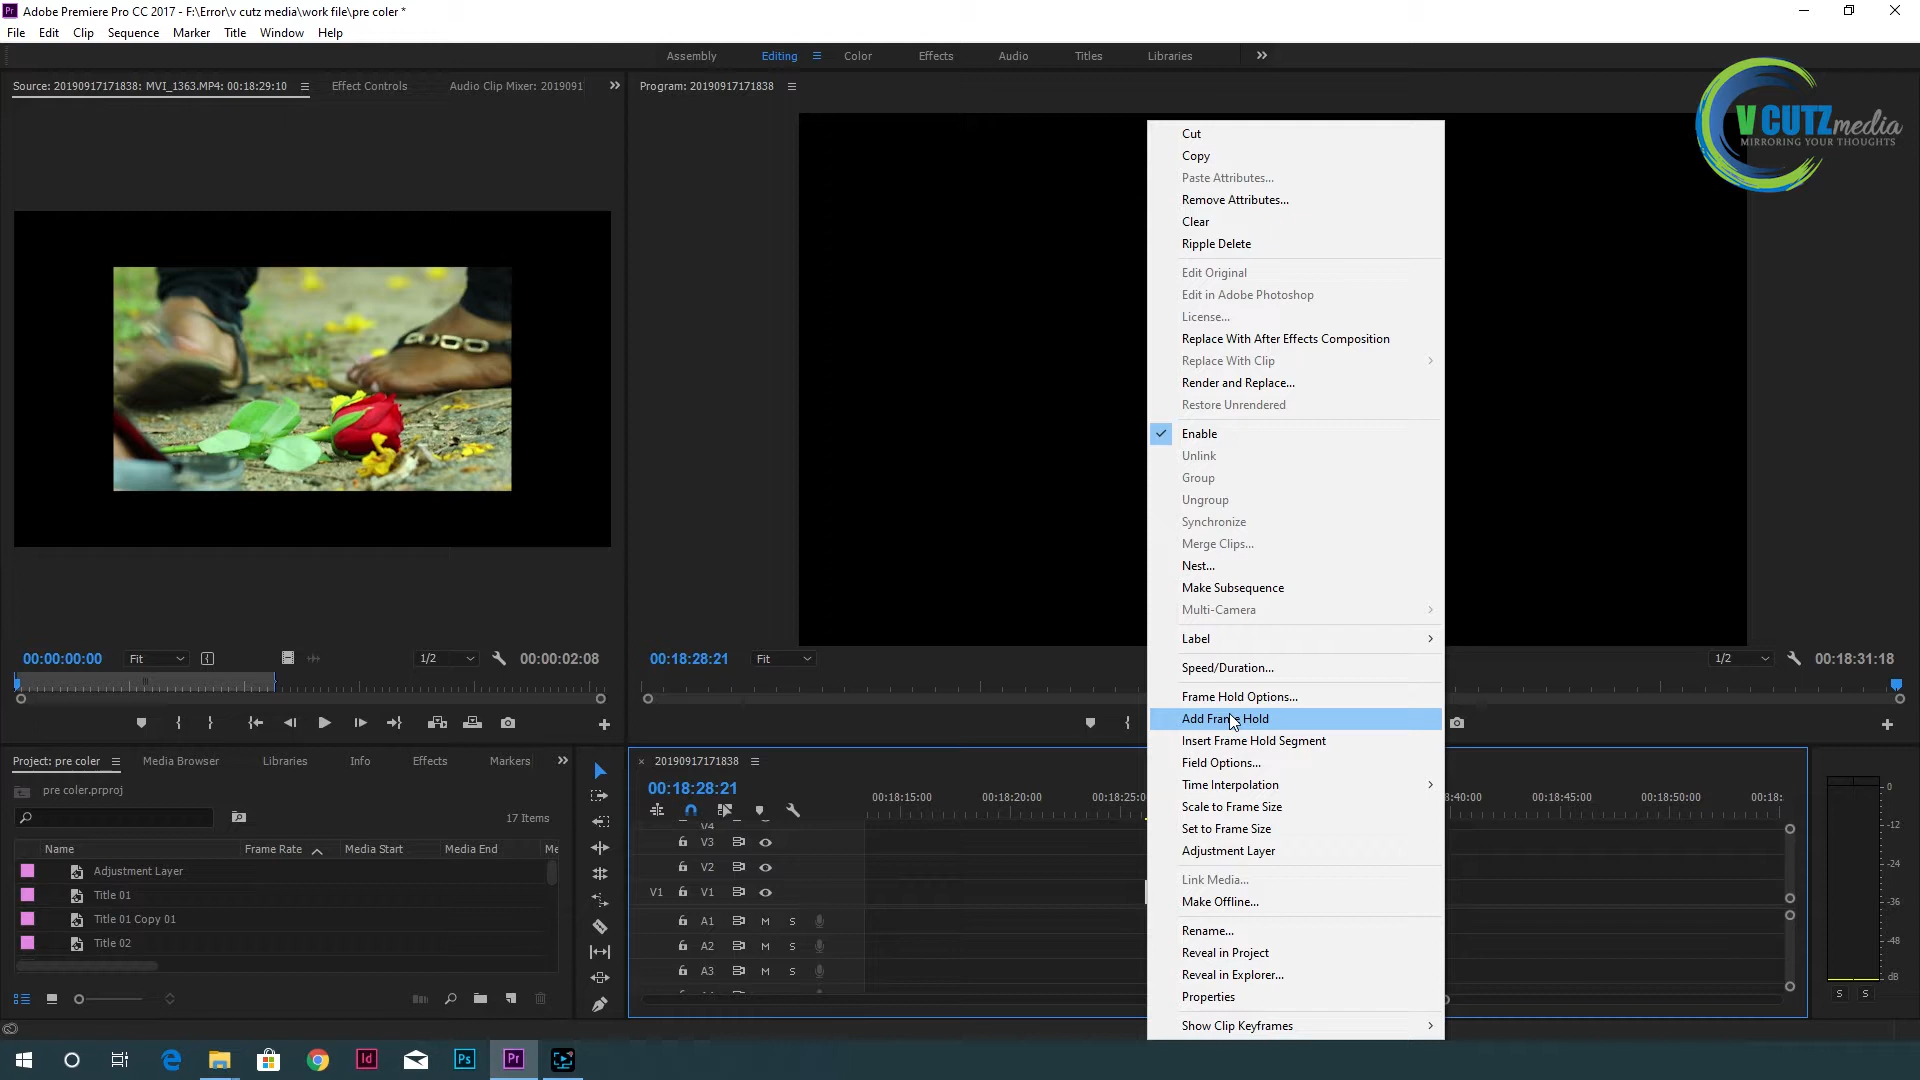 Adobe Premiere Pro CC 2017 - F:\Error\v cutz media\work file\pre coler *
File Edit Clip Sequence Marker Title Window Help
Assembly Editing Color Effects Audio Titles Libraries
V CUTZ media
MIRRORING YOUR THOUGHTS
Source: 20190917171838: MVI_1363.MP4: 00:18:29:10 Effect Controls Audio Clip Mixer: 2019091
Program: 20190917171838
Cut
Copy
Paste Attributes...
Remove Attributes...
Clear
Ripple Delete
Edit Original
Edit in Adobe Photoshop
License...
Replace With After Effects Composition
Replace With Clip
Render and Replace...
Restore Unrendered
Enable
Unlink
Group
Ungroup
Synchronize
Merge Clips...
Nest...
Make Subsequence
Multi-Camera
Label
Speed/Duration...
Frame Hold Options...
Add Frame Hold
Insert Frame Hold Segment
Field Options...
Time Interpolation
Scale to Frame Size
Set to Frame Size
Adjustment Layer
Link Media...
Make Offline...
Rename...
Reveal in Project
Reveal in Explorer...
Properties
Show Clip Keyframes
00:00:00:00 Fit 1/2 00:00:02:08
00:18:28:21 Fit 1/2 00:18:31:18
Project: pre coler Media Browser Libraries Info Effects Markers
pre coler.prproj
17 Items
Name Frame Rate Media Start Media End Me
Adjustment Layer
Title 01
Title 01 Copy 01
Title 02
20190917171838
00:18:28:21
00:18:15:00 00:18:20:00 00:18:25:00 :40:00 00:18:45:00 00:18:50:00 00:18:
V4
V3
V2
V1 V1
A1 M S
A2 M S
A3 M S
0
-12
-24
-36
-48
dB
S S
Id Ps Pr